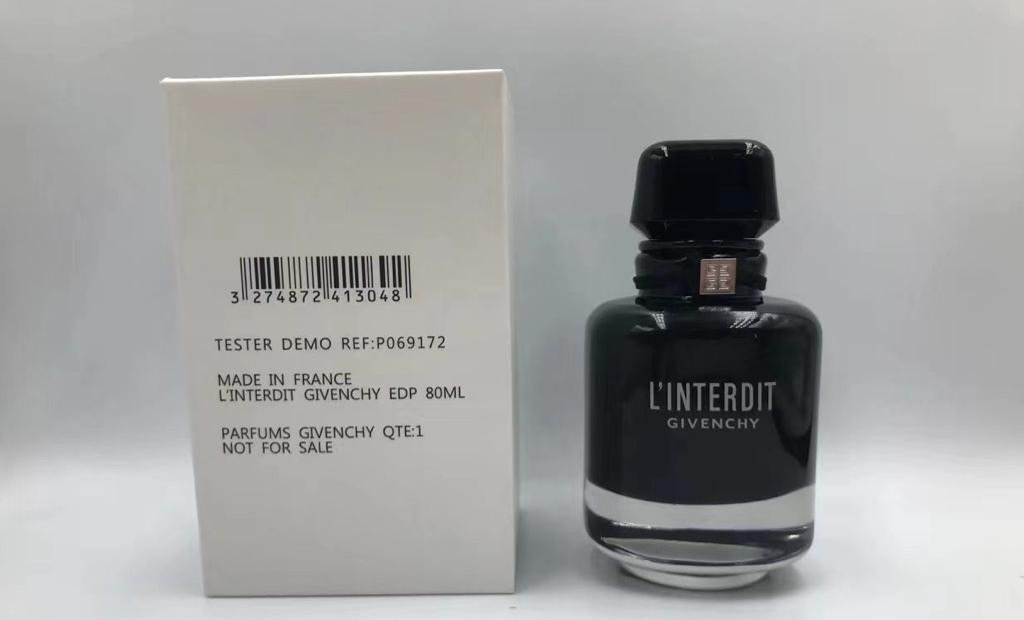 3 274872 413048
TESTER DEMO REF:P069172
MADE IN FRANCE
L'INTERDIT GIVENCHY EDP 80ML
PARFUMS GIVENCHY QTE:1
NOT FOR SALE
L'INTERDIT
GIVENCHY